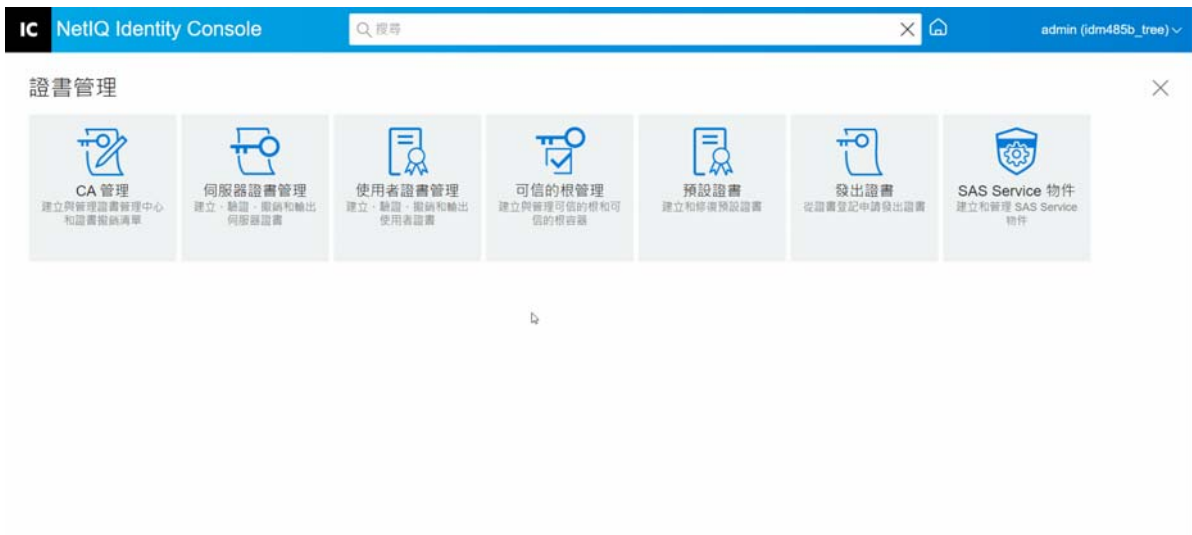 IC NetIQ Identity Console
搜尋
admin (idm485b_tree)
證書管理
CA 管理
建立與管理證書管理中心
和證書撤銷清單
伺服器證書管理
建立、驗證、撤銷和輸出
伺服器證書
使用者證書管理
建立、驗證、撤銷和輸出
使用者證書
可信的根管理
建立與管理可信的根和可
信的根容器
預設證書
建立和修復預設證書
發出證書
從證書登記申請發出證書
SAS Service 物件
建立和管理 SAS Service
物件